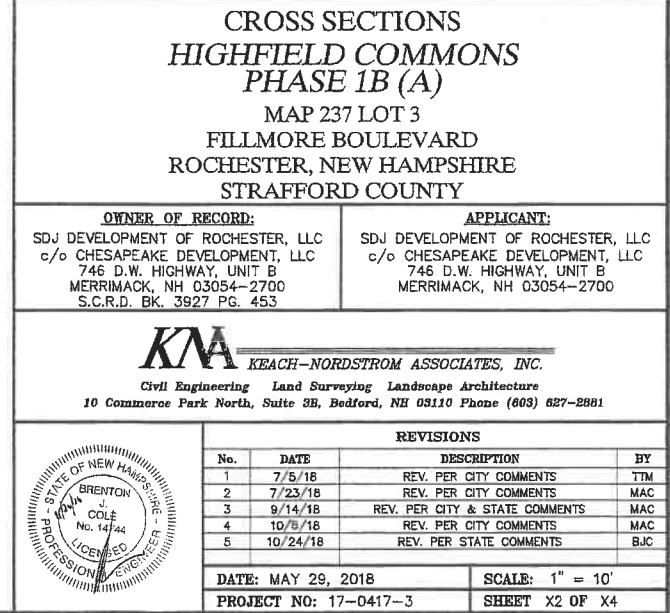 CROSS SECTIONS
HIGHFIELD COMMONS
PHASE 1B (A)
MAP 237 LOT 3
FILLMORE BOULEVARD
ROCHESTER, NEW HAMPSHIRE
STRAFFORD COUNTY
OWNER OF RECORD:
SDJ DEVELOPMENT OF ROCHESTER, LLC
c/o CHESAPEAKE DEVELOPMENT, LLC
746 D.W. HIGHWAY, UNIT B
MERRIMACK, NH 03054-2700
S.C.R.D. BK. 3927 PG. 453
APPLICANT:
SDJ DEVELOPMENT OF ROCHESTER, LLC
c/o CHESAPEAKE DEVELOPMENT, LLC
746 D.W. HIGHWAY, UNIT B
MERRIMACK, NH 03054-2700
KNA KEACH-NORDSTROM ASSOCIATES, INC.
Civil Engineering Land Surveying Landscape Architecture
10 Commerce Park North, Suite 3B, Bedford, NH 03110 Phone (603) 627-2881
STATE OF NEW HAMPSHIRE
BRENTON
J.
COLE
No. 14744
LICENSED
PROFESSIONAL ENGINEER
REVISIONS
No. DATE DESCRIPTION BY
1 7/5/18 REV. PER CITY COMMENTS TTM
2 7/23/18 REV. PER CITY COMMENTS MAC
3 9/14/18 REV. PER CITY & STATE COMMENTS MAC
4 REV. PER CITY COMMENTS MAC
5 10/24/18 REV. PER STATE COMMENTS BJC
DATE: MAY 29, 2018 SCALE: 1" = 10'
PROJECT NO: 17-0417-3 SHEET X2 OF X4